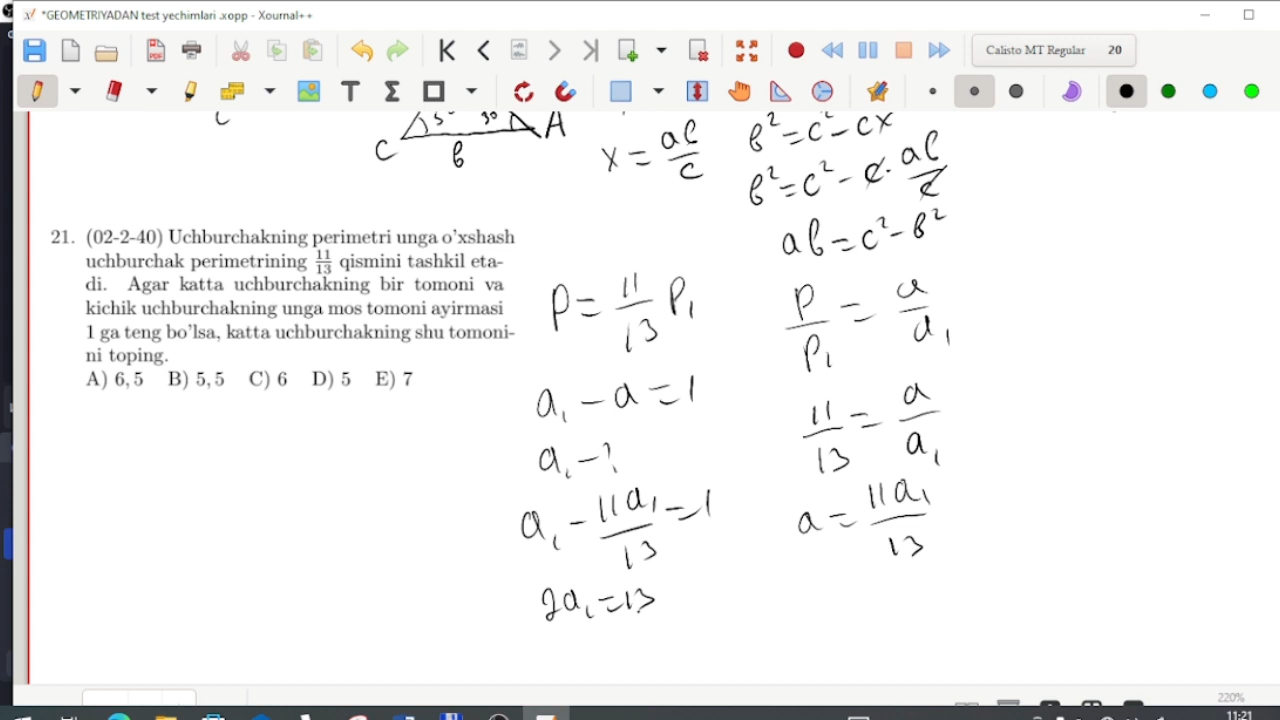 *GEOMETRIYADAN test yechimlari .xopp - Xournal++
Calisto MT Regular 20
C A
b
x = ab/c
b² = c² - cx
b² = c² - c · ab/c
ab = c² - b²
21. (02-2-40) Uchburchakning perimetri unga o'xshash
uchburchak perimetrining 11/13 qismini tashkil eta-
di. Agar katta uchburchakning bir tomoni va
kichik uchburchakning unga mos tomoni ayirmasi
1 ga teng bo'lsa, katta uchburchakning shu tomoni-
ni toping.
A) 6,5 B) 5,5 C) 6 D) 5 E) 7
P = 11/13 P₁
a₁ - a = 1
a₁ - ?
a₁ - 11a₁/13 = 1
2a₁ = 13
P/P₁ = a/a₁
11/13 = a/a₁
a = 11a₁/13
220%
11:21